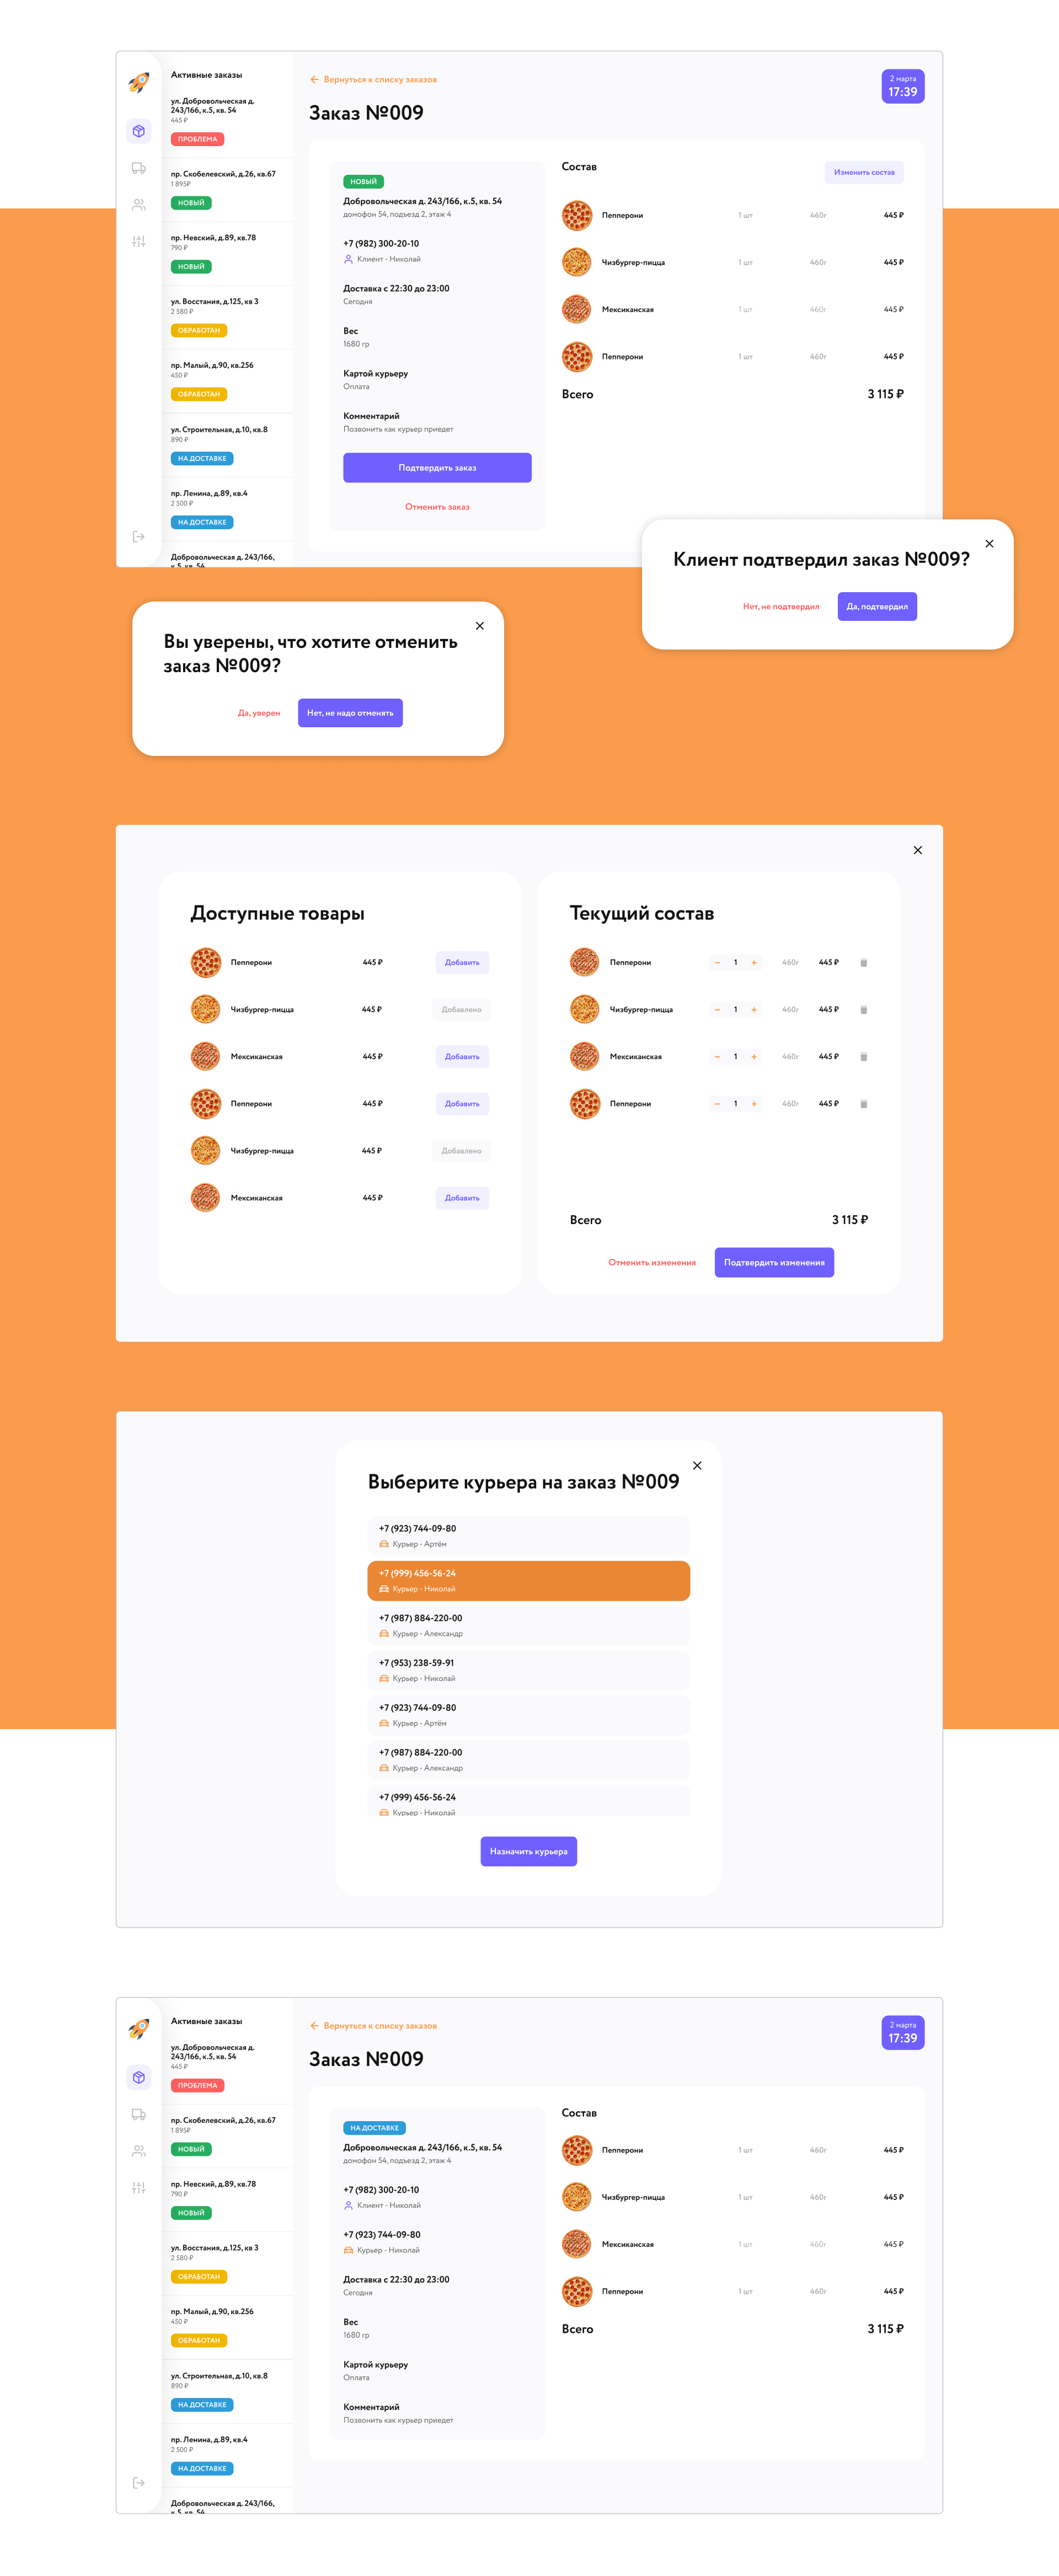 Активные заказы
ул. Добровольческая д.
243/166, к.5, кв. 54
445 ₽
ПРОБЛЕМА
пр. Скобелевский, д.26, кв.67
1 895₽
НОВЫЙ
пр. Невский, д.89, кв.78
790 ₽
НОВЫЙ
ул. Восстания, д.125, кв 3
2 580 ₽
ОБРАБОТАН
пр. Малый, д.90, кв.256
450 ₽
ОБРАБОТАН
ул. Строительная, д.10, кв.8
890 ₽
НА ДОСТАВКЕ
пр. Ленина, д.89, кв.4
2 500 ₽
НА ДОСТАВКЕ
Добровольческая д. 243/166,
к.5, кв. 54
Вернуться к списку заказов
2 марта
17:39
Заказ №009
НОВЫЙ
Добровольческая д. 243/166, к.5, кв. 54
домофон 54, подъезд 2, этаж 4
+7 (982) 300-20-10
Клиент - Николай
Доставка с 22:30 до 23:00
Сегодня
Вес
1680 гр
Картой курьеру
Оплата
Комментарий
Позвонить как курьер приедет
Подтвердить заказ
Отменить заказ
Состав
Изменить состав
Пепперони 1 шт 460г 445 ₽
Чизбургер-пицца 1 шт 460г 445 ₽
Мексиканская 1 шт 460г 445 ₽
Пепперони 1 шт 460г 445 ₽
Всего 3 115 ₽
Клиент подтвердил заказ №009?
Нет, не подтвердил Да, подтвердил
Вы уверены, что хотите отменить
заказ №009?
Да, уверен Нет, не надо отменять
Доступные товары
Пепперони 445 ₽ Добавить
Чизбургер-пицца 445 ₽ Добавлено
Мексиканская 445 ₽ Добавить
Пепперони 445 ₽ Добавить
Чизбургер-пицца 445 ₽ Добавлено
Мексиканская 445 ₽ Добавить
Текущий состав
Пепперони − 1 + 460г 445 ₽
Чизбургер-пицца − 1 + 460г 445 ₽
Мексиканская − 1 + 460г 445 ₽
Пепперони − 1 + 460г 445 ₽
Всего 3 115 ₽
Отменить изменения Подтвердить изменения
Выберите курьера на заказ №009
+7 (923) 744-09-80
Курьер - Артём
+7 (999) 456-56-24
Курьер - Николай
+7 (987) 884-220-00
Курьер - Александр
+7 (953) 238-59-91
Курьер - Николай
+7 (923) 744-09-80
Курьер - Артём
+7 (987) 884-220-00
Курьер - Александр
+7 (999) 456-56-24
Курьер - Николай
Назначить курьера
Активные заказы
ул. Добровольческая д.
243/166, к.5, кв. 54
445 ₽
ПРОБЛЕМА
пр. Скобелевский, д.26, кв.67
1 895₽
НОВЫЙ
пр. Невский, д.89, кв.78
790 ₽
НОВЫЙ
ул. Восстания, д.125, кв 3
2 580 ₽
ОБРАБОТАН
пр. Малый, д.90, кв.256
450 ₽
ОБРАБОТАН
ул. Строительная, д.10, кв.8
890 ₽
НА ДОСТАВКЕ
пр. Ленина, д.89, кв.4
2 500 ₽
НА ДОСТАВКЕ
Добровольческая д. 243/166,
к.5, кв. 54
Вернуться к списку заказов
2 марта
17:39
Заказ №009
НА ДОСТАВКЕ
Добровольческая д. 243/166, к.5, кв. 54
домофон 54, подъезд 2, этаж 4
+7 (982) 300-20-10
Клиент - Николай
+7 (923) 744-09-80
Курьер - Николай
Доставка с 22:30 до 23:00
Сегодня
Вес
1680 гр
Картой курьеру
Оплата
Комментарий
Позвонить как курьер приедет
Состав
Пепперони 1 шт 460г 445 ₽
Чизбургер-пицца 1 шт 460г 445 ₽
Мексиканская 1 шт 460г 445 ₽
Пепперони 1 шт 460г 445 ₽
Всего 3 115 ₽